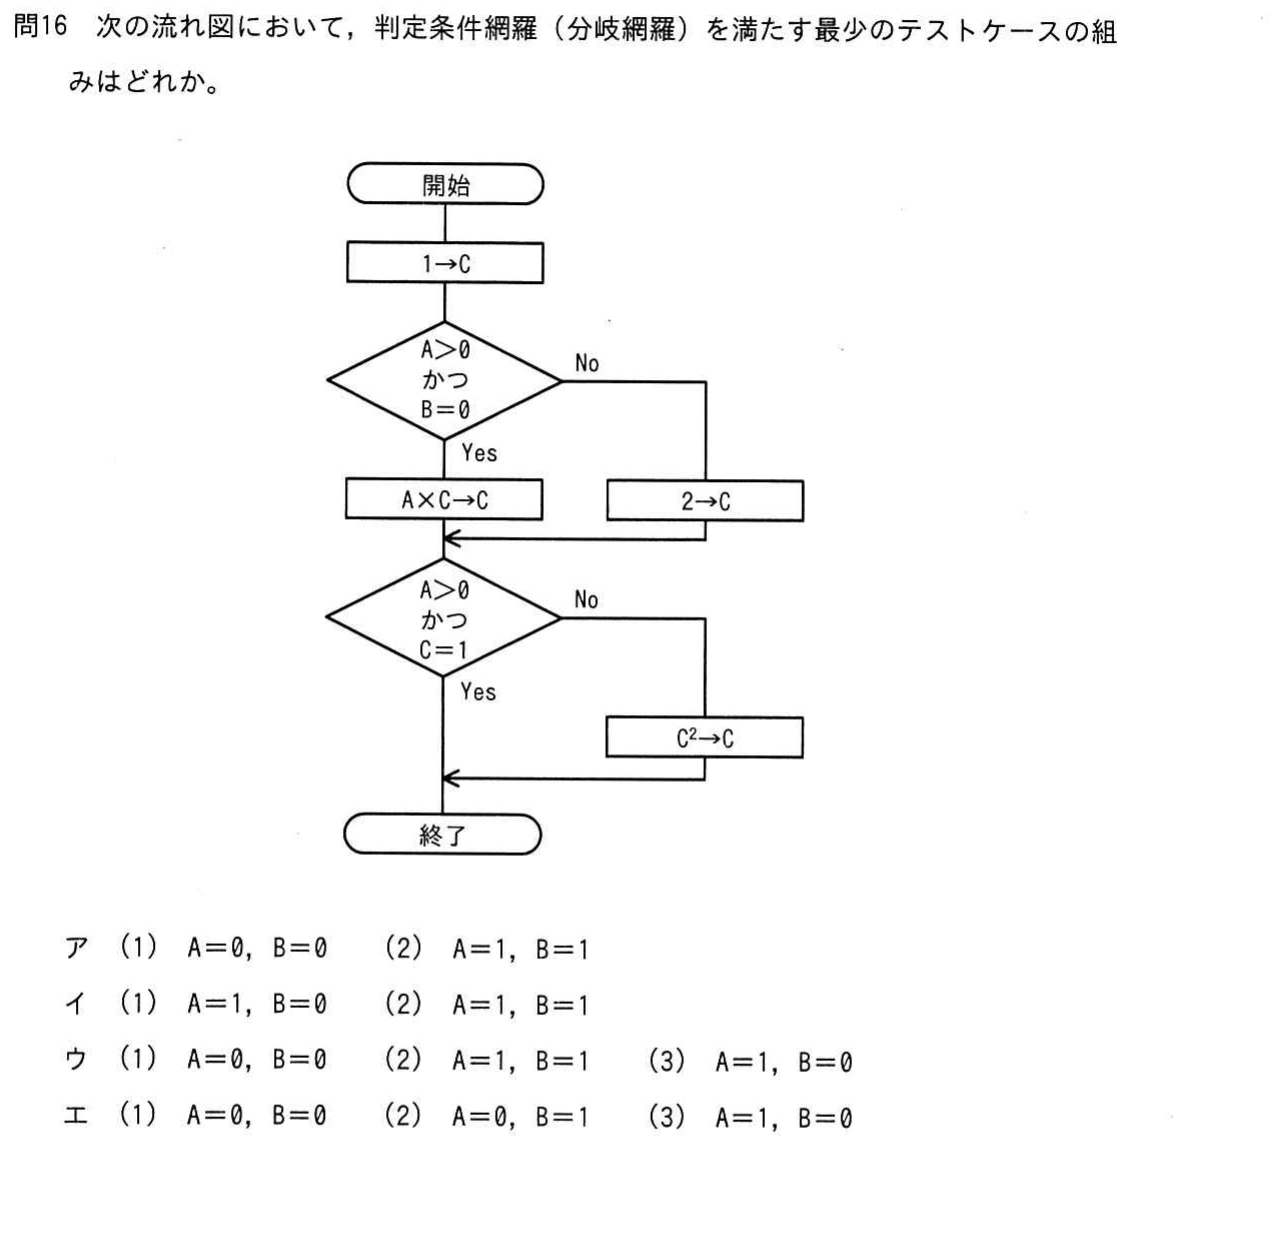 問16　次の流れ図において，判定条件網羅（分岐網羅）を満たす最少のテストケースの組
みはどれか。
開始
1→C
A＞0
かつ
B＝0
No
Yes
A×C→C
2→C
A＞0
かつ
C＝1
No
Yes
C²→C
終了
ア　(1)　A＝0，B＝0　(2)　A＝1，B＝1
イ　(1)　A＝1，B＝0　(2)　A＝1，B＝1
ウ　(1)　A＝0，B＝0　(2)　A＝1，B＝1　(3)　A＝1，B＝0
エ　(1)　A＝0，B＝0　(2)　A＝0，B＝1　(3)　A＝1，B＝0